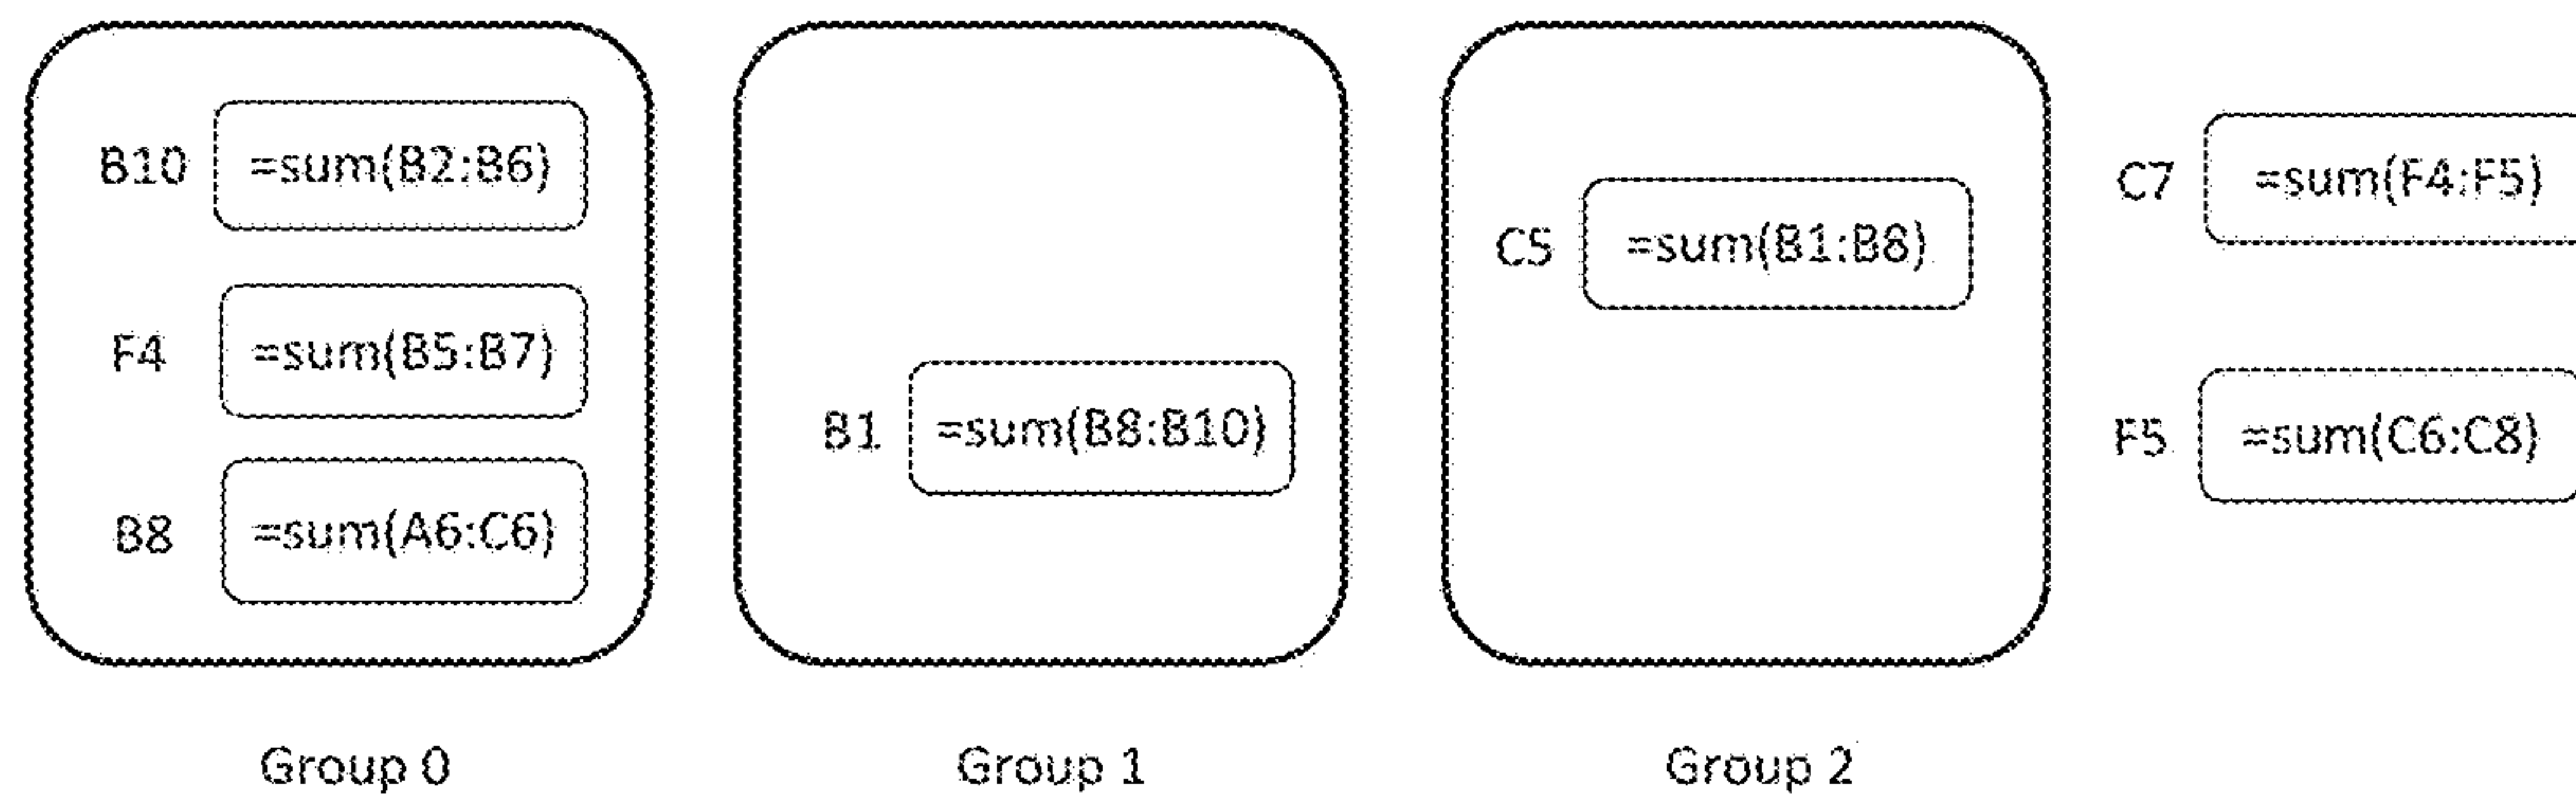 B10 =sum(B2:B6)
F4 =sum(B5:B7)
B8 =sum(A6:C6)
Group 0
B1 =sum(B8:B10)
Group 1
C5 =sum(B1:B8)
Group 2
C7 =sum(F4:F5)
F5 =sum(C6:C8)